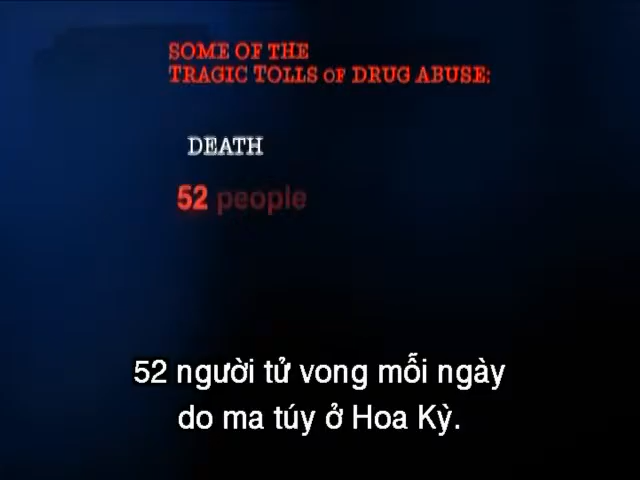 SOME OF THE
TRAGIC TOLLS OF DRUG ABUSE:
DEATH
52 people
52 người tử vong mỗi ngày
do ma túy ở Hoa Kỳ.